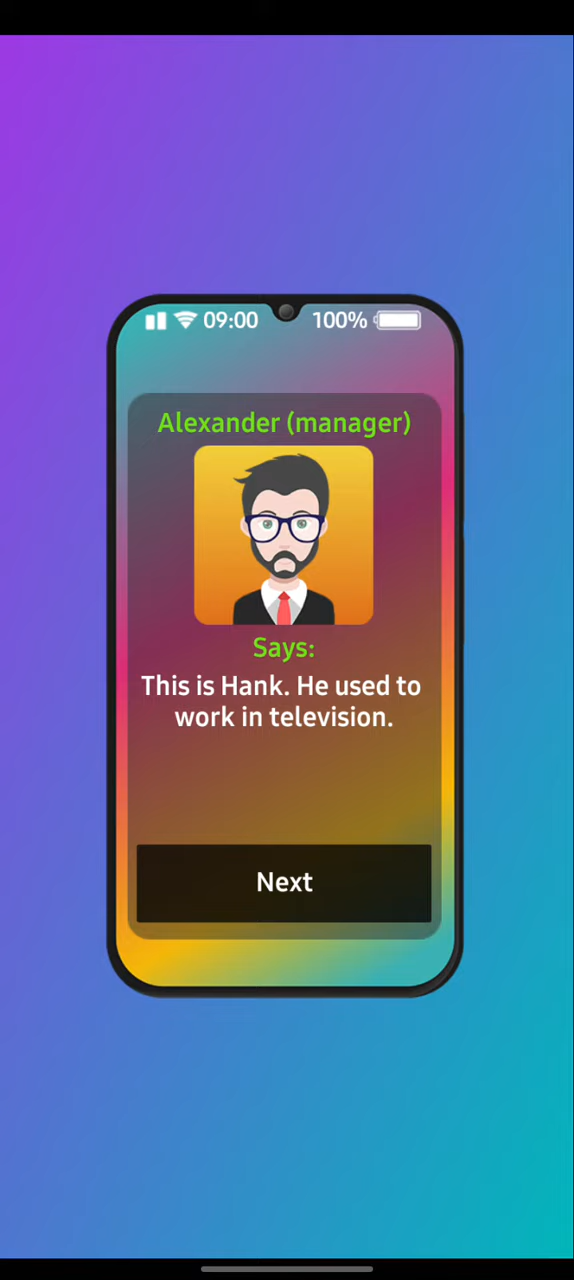 09:00 100%
Alexander (manager)
Says:
This is Hank. He used to
work in television.
Next